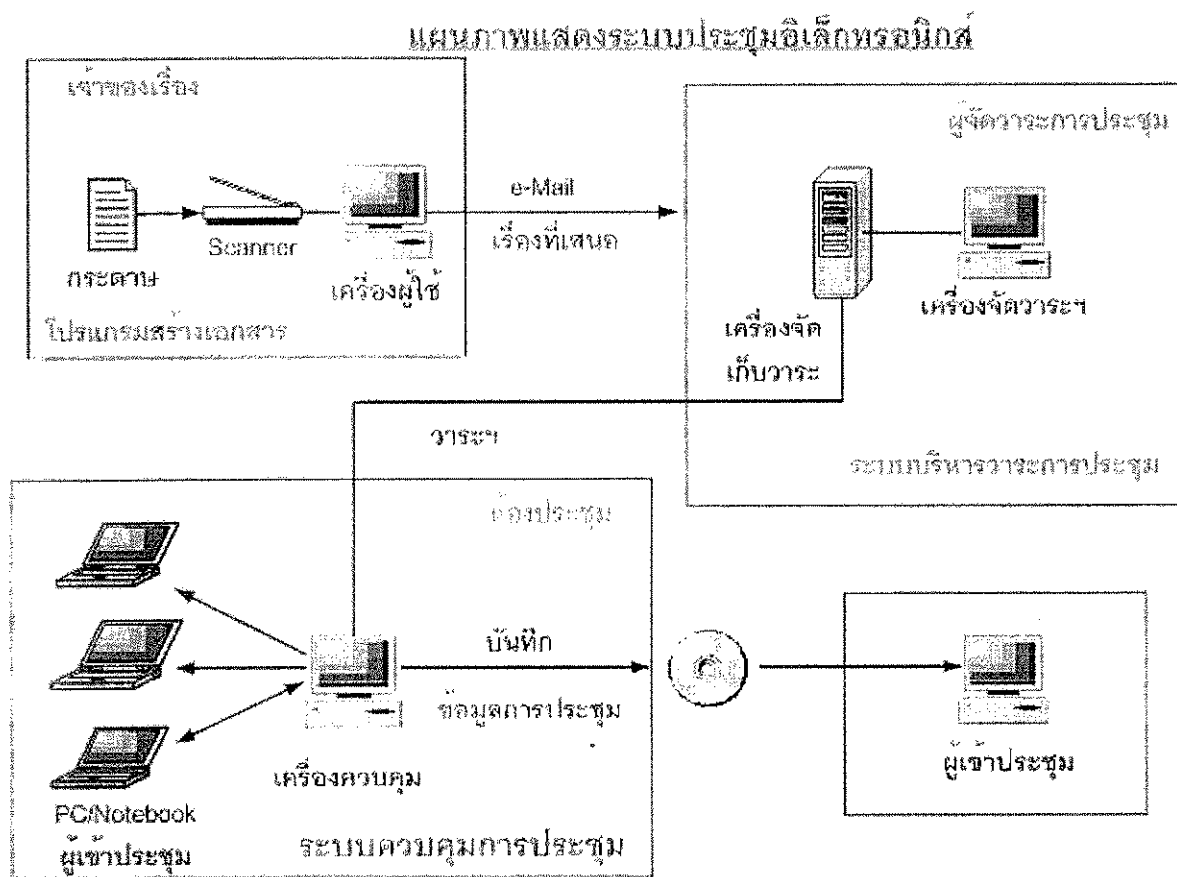 แผนภาพแสดงระบบประชุมอิเล็กทรอนิกส์
เจ้าของเรื่อง
กระดาษ
Scanner
เครื่องผู้ใช้
โปรแกรมสร้างเอกสาร
e-Mail
เรื่องที่เสนอ
ผู้จัดวาระการประชุม
เครื่องจัด
เก็บวาระ
เครื่องจัดวาระฯ
ระบบบริหารวาระการประชุม
วาระฯ
ห้องประชุม
PC/Notebook
ผู้เข้าประชุม
เครื่องควบคุม
บันทึก
ข้อมูลการประชุม
ระบบควบคุมการประชุม
ผู้เข้าประชุม